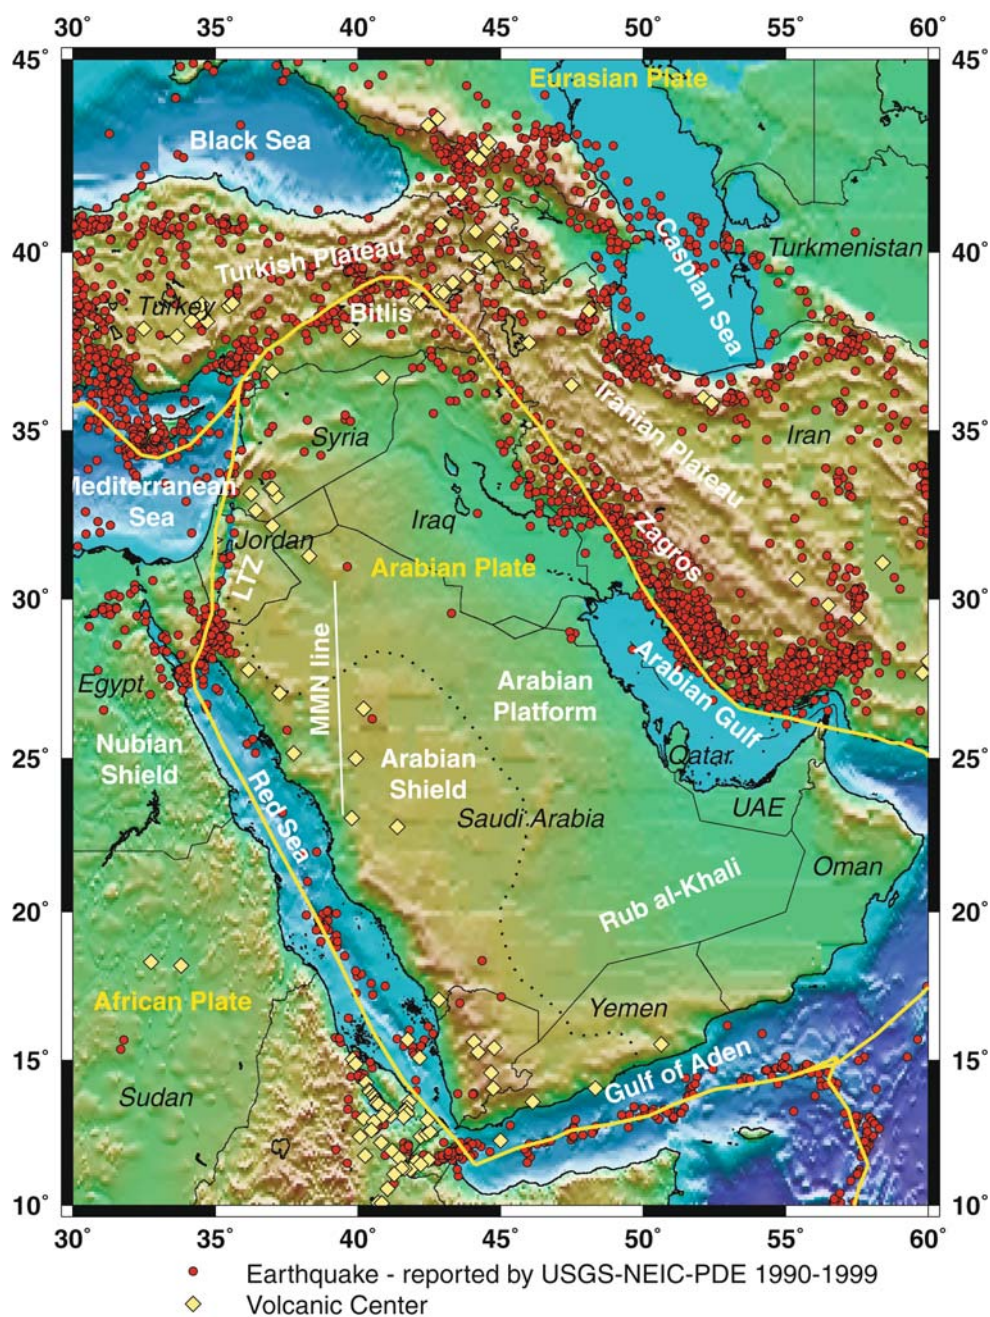 30° 35° 40° 45° 50° 55° 60°
45° 45°
Eurasian Plate
Black Sea
Caspian Sea
40° 40°
Turkmenistan
Turkish Plateau
Turkey
Bitlis
Iranian Plateau
Iran
35° 35°
Syria
Mediterranean
Sea
Iraq
Jordan
Zagros
Arabian Plate
LTZ
30° 30°
MMN line
Arabian Gulf
Egypt
Arabian
Platform
Nubian
Shield
Qatar
25° 25°
Arabian
Shield
Red Sea
UAE
Saudi Arabia
Oman
Rub al-Khali
20° 20°
African Plate
Yemen
15° 15°
Gulf of Aden
Sudan
10° 10°
30° 35° 40° 45° 50° 55° 60°
Earthquake - reported by USGS-NEIC-PDE 1990-1999
Volcanic Center